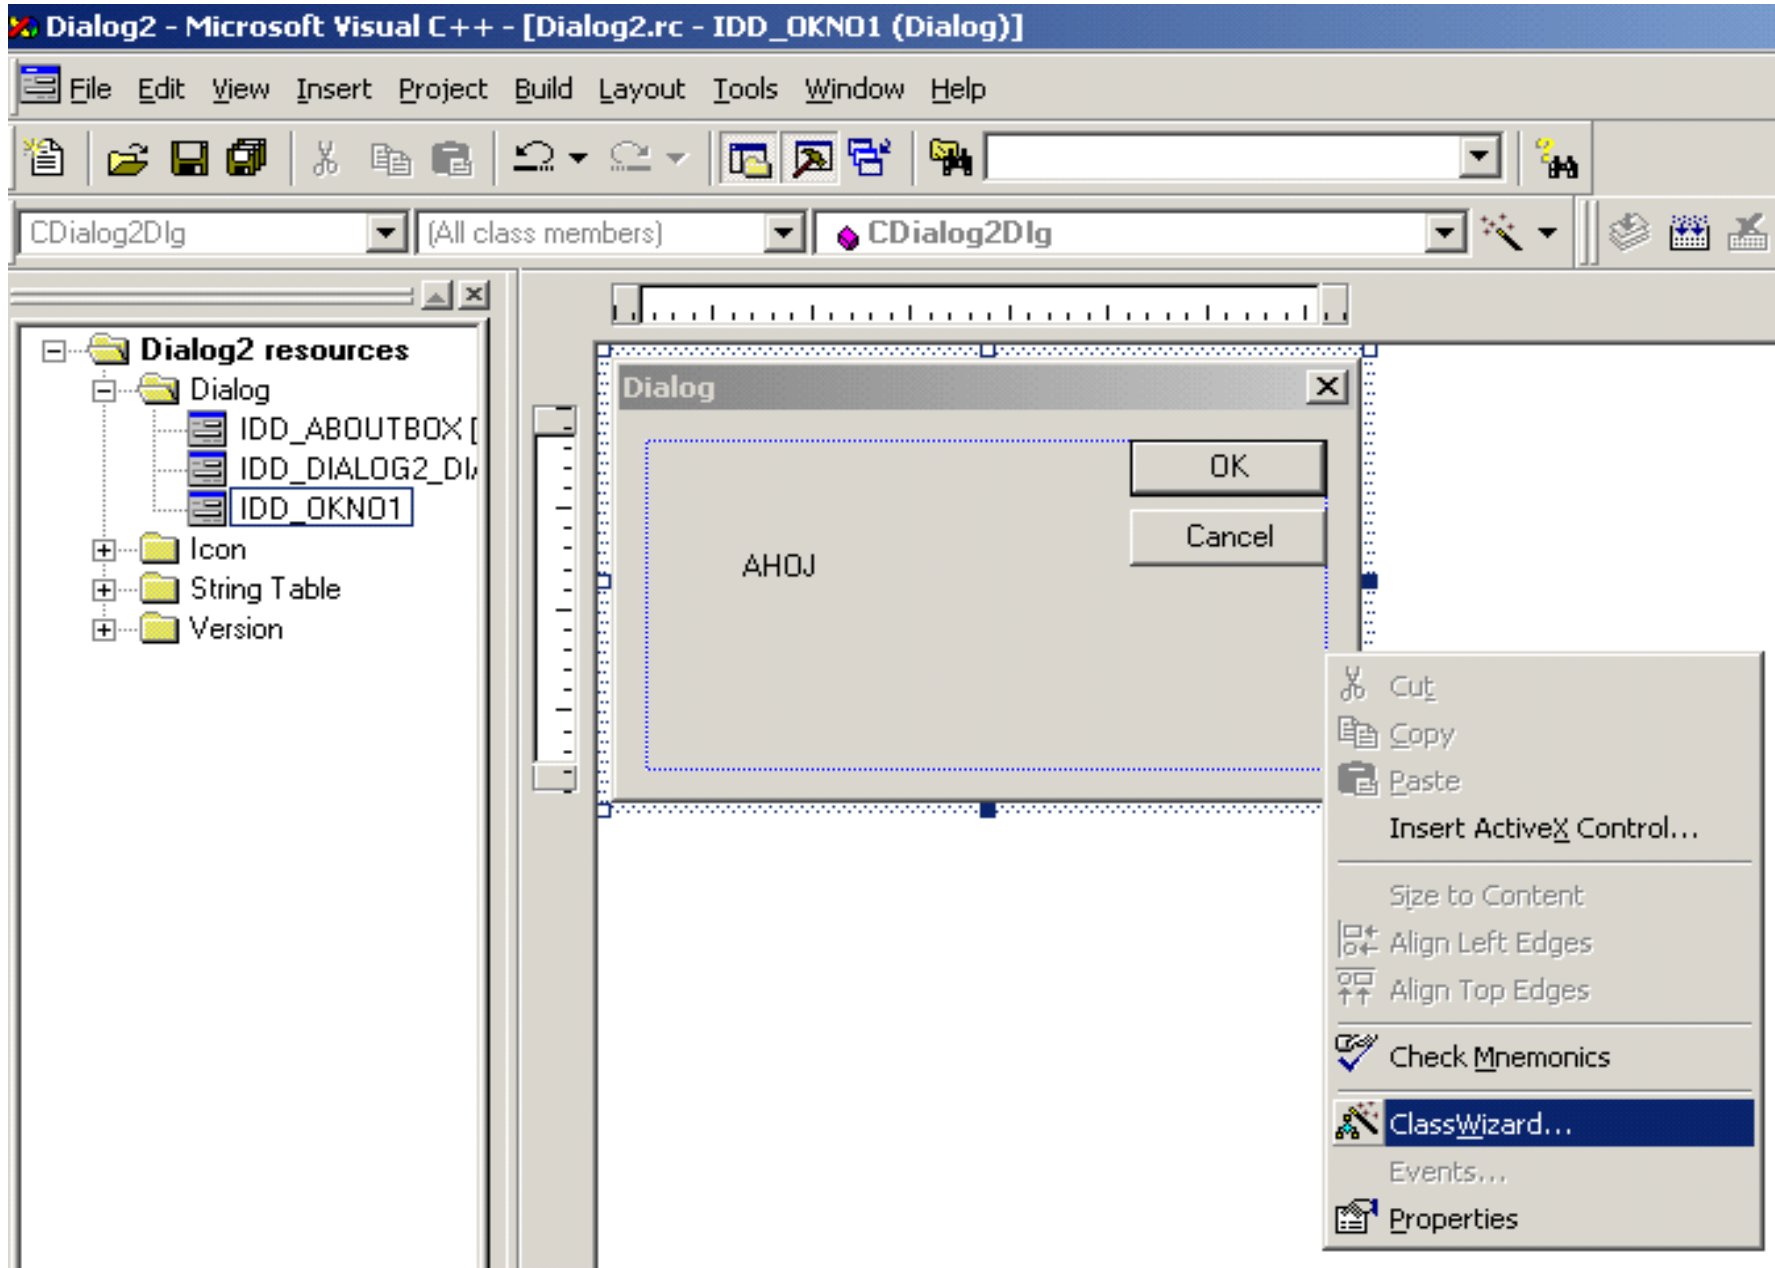 Dialog2 - Microsoft Visual C++ - [Dialog2.rc - IDD_OKNO1 (Dialog)]
File Edit View Insert Project Build Layout Tools Window Help
CDialog2Dlg (All class members) CDialog2Dlg
Dialog2 resources
Dialog
IDD_ABOUTBOX [
IDD_DIALOG2_DI
IDD_OKNO1
Icon
String Table
Version
Dialog
OK
Cancel
AHOJ
Cut
Copy
Paste
Insert ActiveX Control...
Size to Content
Align Left Edges
Align Top Edges
Check Mnemonics
ClassWizard...
Events...
Properties